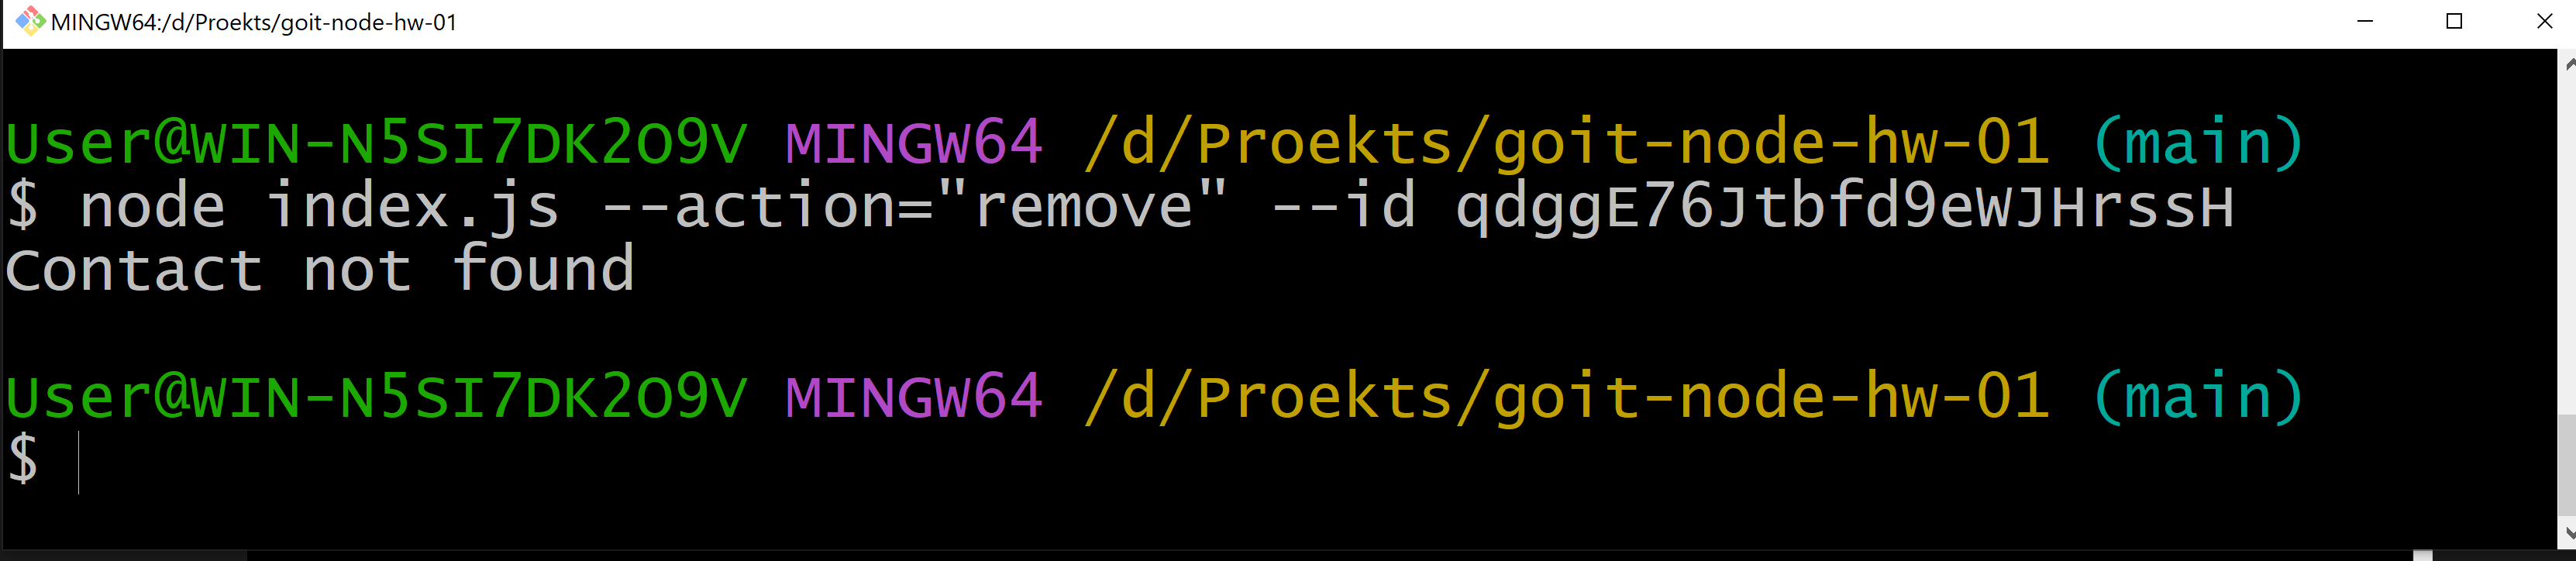 MINGW64:/d/Proekts/goit-node-hw-01
User@WIN-N5SI7DK2O9V MINGW64 /d/Proekts/goit-node-hw-01 (main)
$ node index.js --action="remove" --id qdggE76Jtbfd9eWJHrssH
Contact not found
User@WIN-N5SI7DK2O9V MINGW64 /d/Proekts/goit-node-hw-01 (main)
$